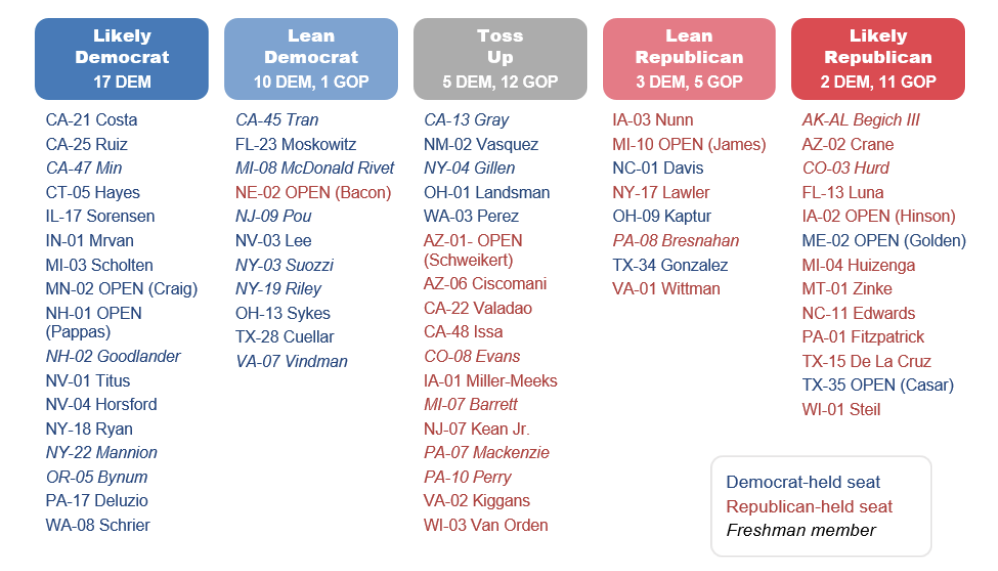 Likely
Democrat
17 DEM
CA-21 Costa
CA-25 Ruiz
CA-47 Min
CT-05 Hayes
IL-17 Sorensen
IN-01 Mrvan
MI-03 Scholten
MN-02 OPEN (Craig)
NH-01 OPEN
(Pappas)
NH-02 Goodlander
NV-01 Titus
NV-04 Horsford
NY-18 Ryan
NY-22 Mannion
OR-05 Bynum
PA-17 Deluzio
WA-08 Schrier
Lean
Democrat
10 DEM, 1 GOP
CA-45 Tran
FL-23 Moskowitz
MI-08 McDonald Rivet
NE-02 OPEN (Bacon)
NJ-09 Pou
NV-03 Lee
NY-03 Suozzi
NY-19 Riley
OH-13 Sykes
TX-28 Cuellar
VA-07 Vindman
Toss
Up
5 DEM, 12 GOP
CA-13 Gray
NM-02 Vasquez
NY-04 Gillen
OH-01 Landsman
WA-03 Perez
AZ-01- OPEN
(Schweikert)
AZ-06 Ciscomani
CA-22 Valadao
CA-48 Issa
CO-08 Evans
IA-01 Miller-Meeks
MI-07 Barrett
NJ-07 Kean Jr.
PA-07 Mackenzie
PA-10 Perry
VA-02 Kiggans
WI-03 Van Orden
Lean
Republican
3 DEM, 5 GOP
IA-03 Nunn
MI-10 OPEN (James)
NC-01 Davis
NY-17 Lawler
OH-09 Kaptur
PA-08 Bresnahan
TX-34 Gonzalez
VA-01 Wittman
Likely
Republican
2 DEM, 11 GOP
AK-AL Begich III
AZ-02 Crane
CO-03 Hurd
FL-13 Luna
IA-02 OPEN (Hinson)
ME-02 OPEN (Golden)
MI-04 Huizenga
MT-01 Zinke
NC-11 Edwards
PA-01 Fitzpatrick
TX-15 De La Cruz
TX-35 OPEN (Casar)
WI-01 Steil
Democrat-held seat
Republican-held seat
Freshman member